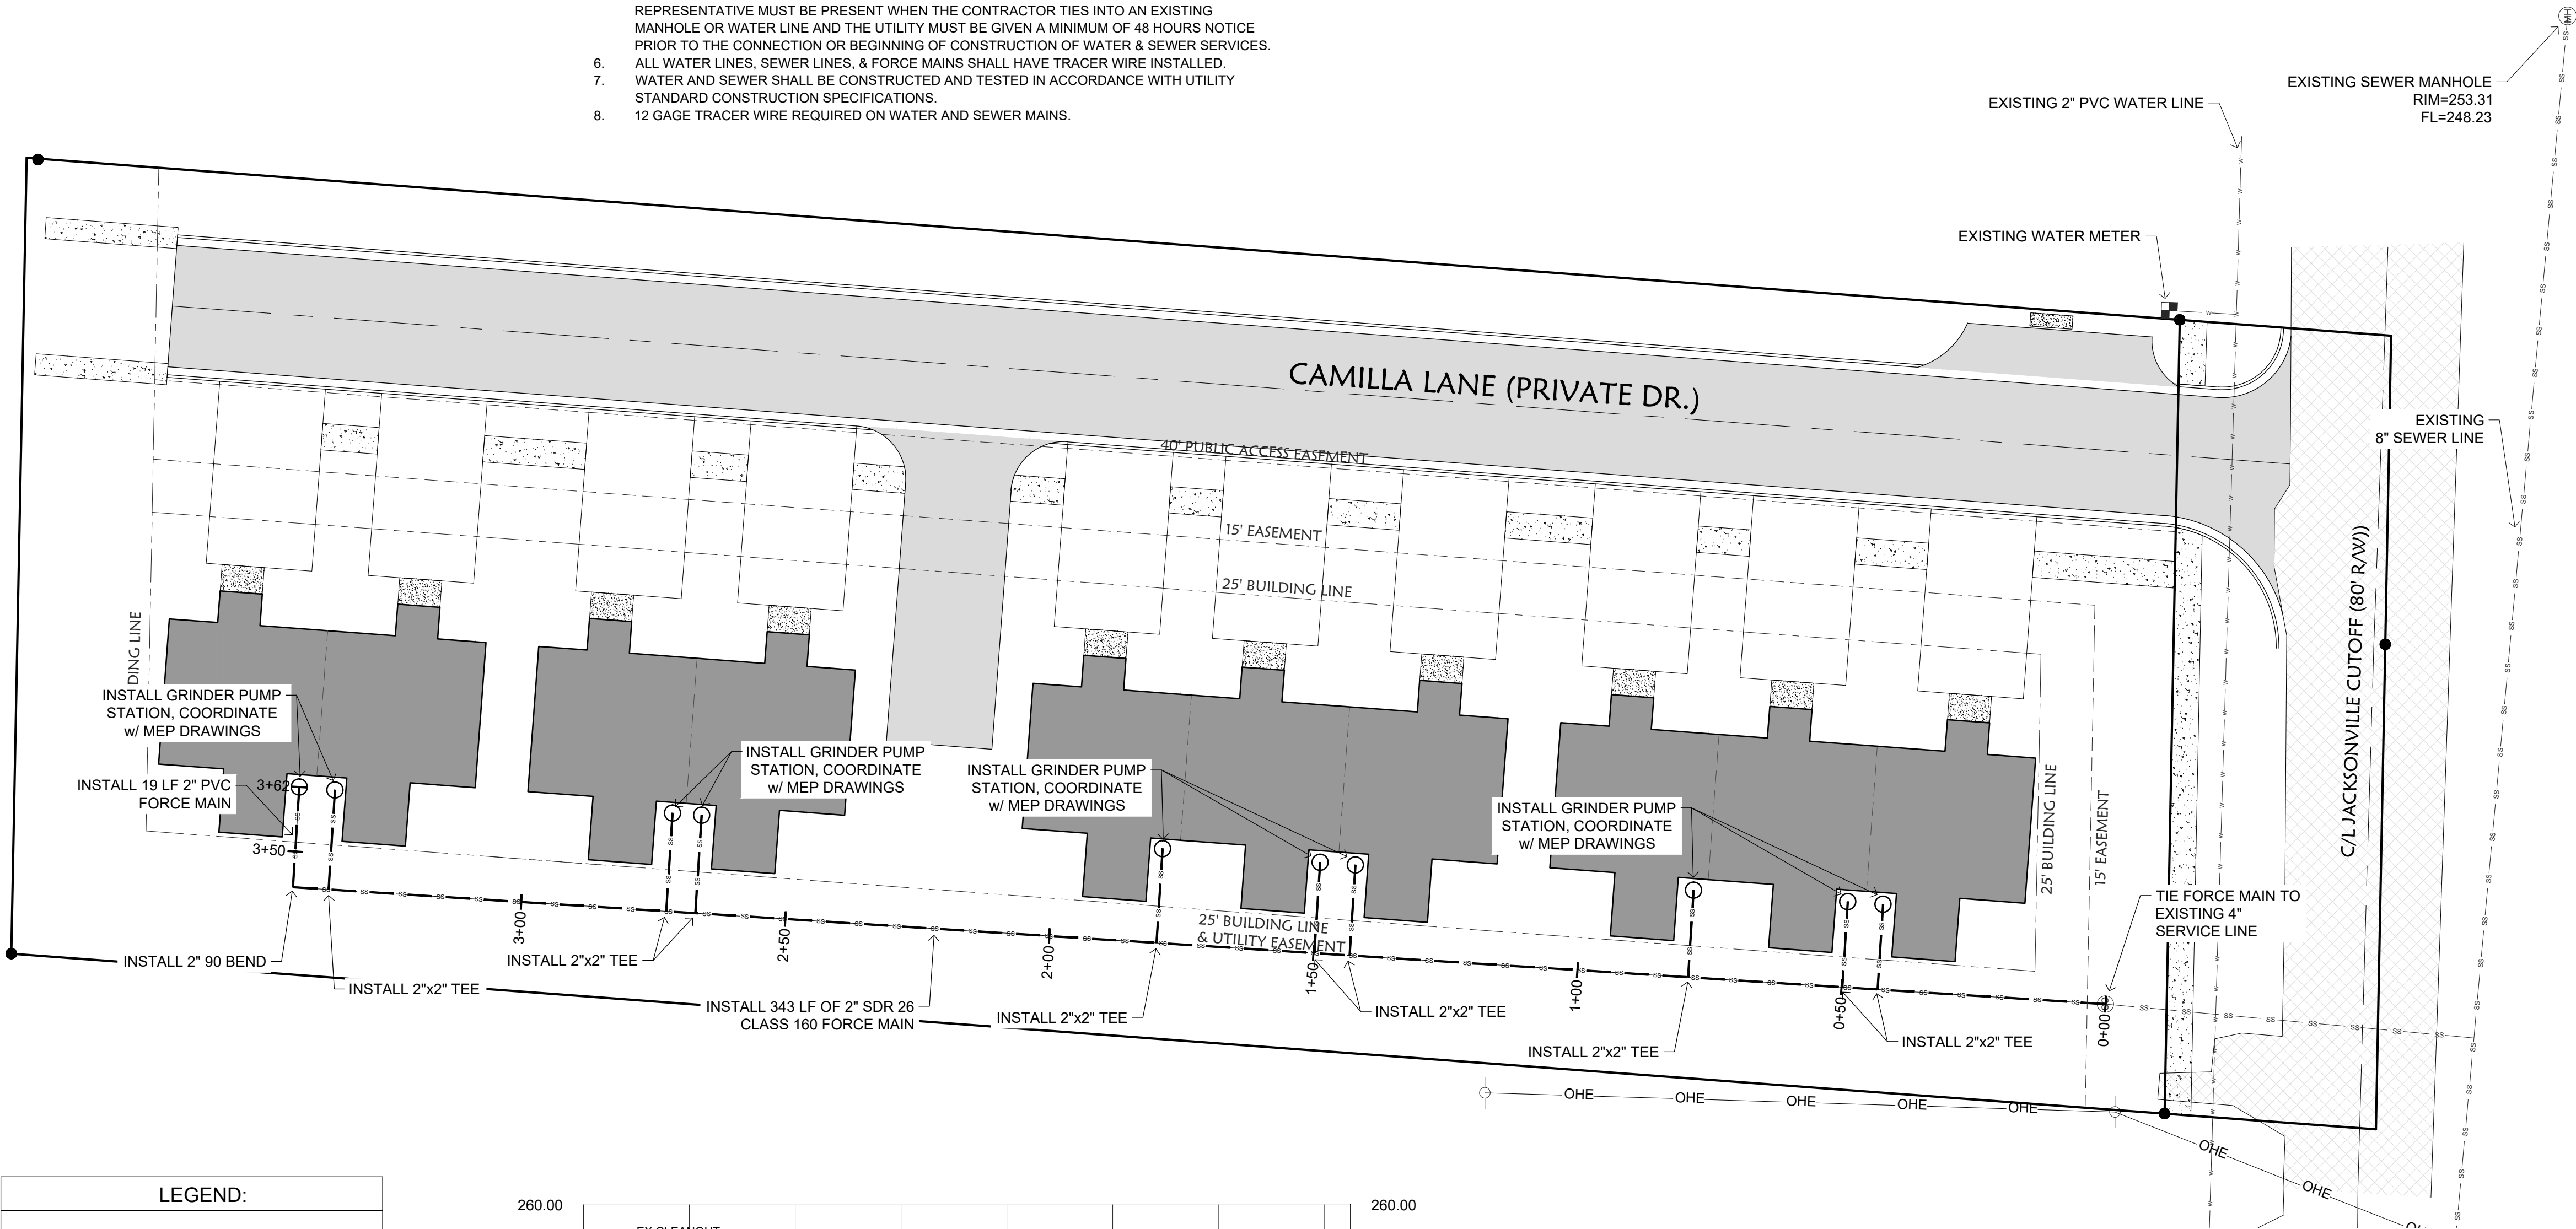 REPRESENTATIVE MUST BE PRESENT WHEN THE CONTRACTOR TIES INTO AN EXISTING
MANHOLE OR WATER LINE AND THE UTILITY MUST BE GIVEN A MINIMUM OF 48 HOURS NOTICE
PRIOR TO THE CONNECTION OR BEGINNING OF CONSTRUCTION OF WATER & SEWER SERVICES.
6. ALL WATER LINES, SEWER LINES, & FORCE MAINS SHALL HAVE TRACER WIRE INSTALLED.
7. WATER AND SEWER SHALL BE CONSTRUCTED AND TESTED IN ACCORDANCE WITH UTILITY
STANDARD CONSTRUCTION SPECIFICATIONS.
8. 12 GAGE TRACER WIRE REQUIRED ON WATER AND SEWER MAINS.
MH
EXISTING SEWER MANHOLE
RIM=253.31
FL=248.23
EXISTING 2" PVC WATER LINE
EXISTING WATER METER
EXISTING
8" SEWER LINE
CAMILLA LANE (PRIVATE DR.)
40' PUBLIC ACCESS EASEMENT
15' EASEMENT
25' BUILDING LINE
C/L JACKSONVILLE CUTOFF (80' R/W))
DING LINE
INSTALL GRINDER PUMP
STATION, COORDINATE
w/ MEP DRAWINGS
INSTALL GRINDER PUMP
STATION, COORDINATE
w/ MEP DRAWINGS
INSTALL GRINDER PUMP
STATION, COORDINATE
w/ MEP DRAWINGS
INSTALL GRINDER PUMP
STATION, COORDINATE
w/ MEP DRAWINGS
25' BUILDING LINE
15' EASEMENT
INSTALL 19 LF 2" PVC
FORCE MAIN
3+62
3+50
3+00
2+50
2+00
1+50
1+00
0+50
0+00
TIE FORCE MAIN TO
EXISTING 4"
SERVICE LINE
25' BUILDING LINE
& UTILITY EASEMENT
INSTALL 2" 90 BEND
INSTALL 2"x2" TEE
INSTALL 2"x2" TEE
INSTALL 343 LF OF 2" SDR 26
CLASS 160 FORCE MAIN
INSTALL 2"x2" TEE
INSTALL 2"x2" TEE
INSTALL 2"x2" TEE
INSTALL 2"x2" TEE
OHE OHE OHE OHE OHE
OHE
OHE
LEGEND:
260.00
260.00